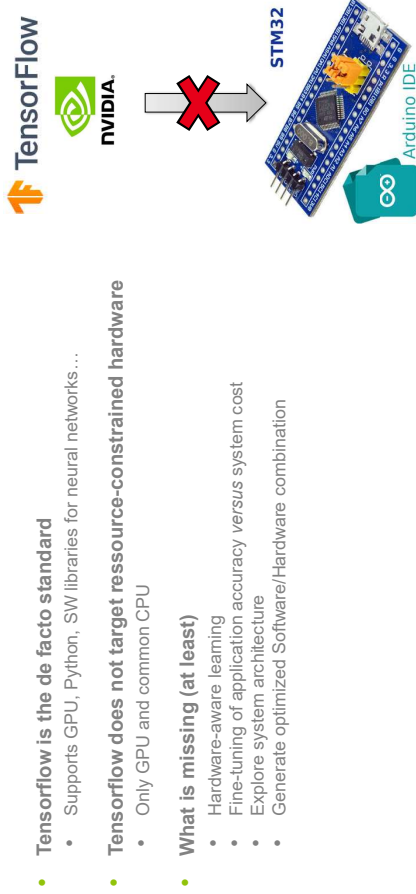 Tensorflow is the de facto standard
Supports GPU, Python, SW libraries for neural networks…
Tensorflow does not target ressource-constrained hardware
Only GPU and common CPU
What is missing (at least)
Hardware-aware learning
Fine-tuning of application accuracy versus system cost
Explore system architecture
Generate optimized Software/Hardware combination
TensorFlow
NVIDIA.
STM32
Arduino IDE